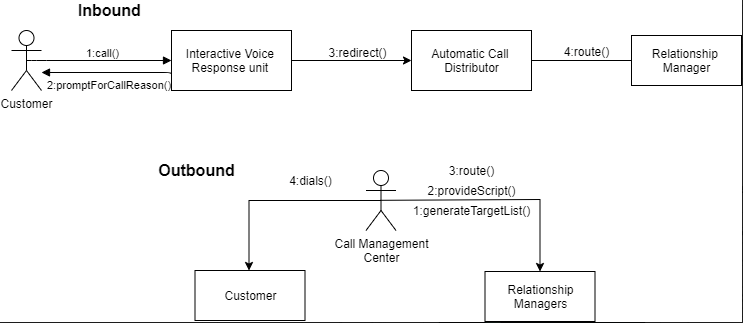 Inbound
1:call()
2:promptForCallReason()
Customer
Interactive Voice
Response unit
3:redirect()
Automatic Call
Distributor
4:route()
Relationship
Manager
Outbound
4:dials()
3:route()
2:provideScript()
1:generateTargetList()
Call Management
Center
Customer
Relationship
Managers